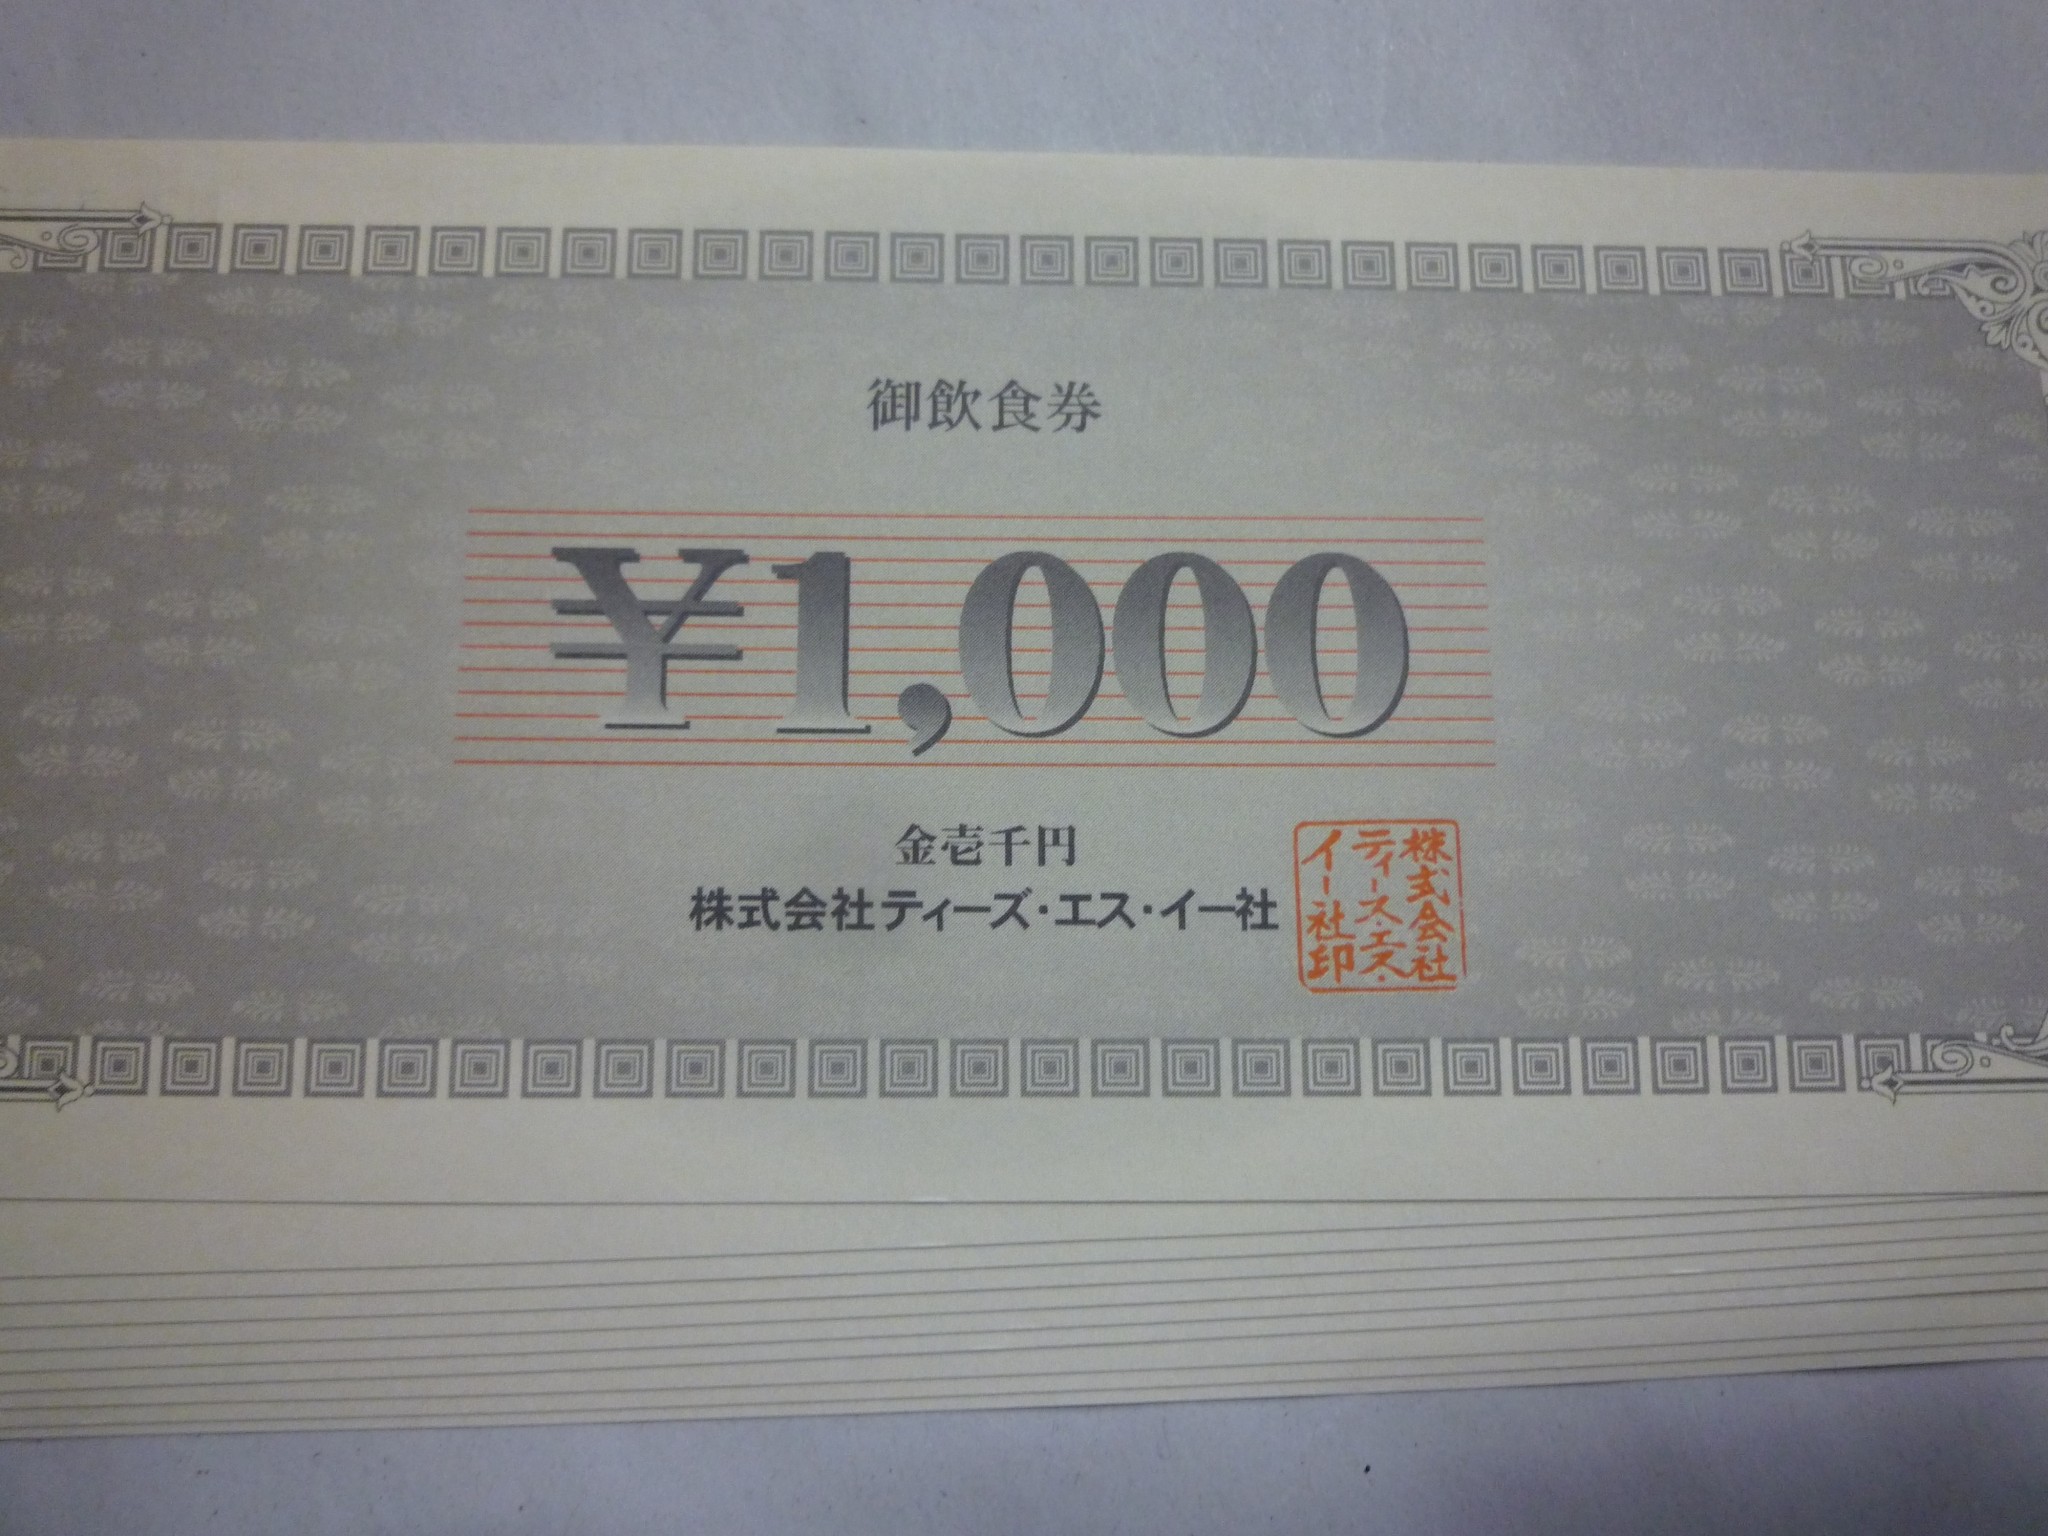 御飲食券
¥1,000
金壱千円
株式会社ティーズ・エス・イー社
株式会社
ティーズ・エス・
イー社印